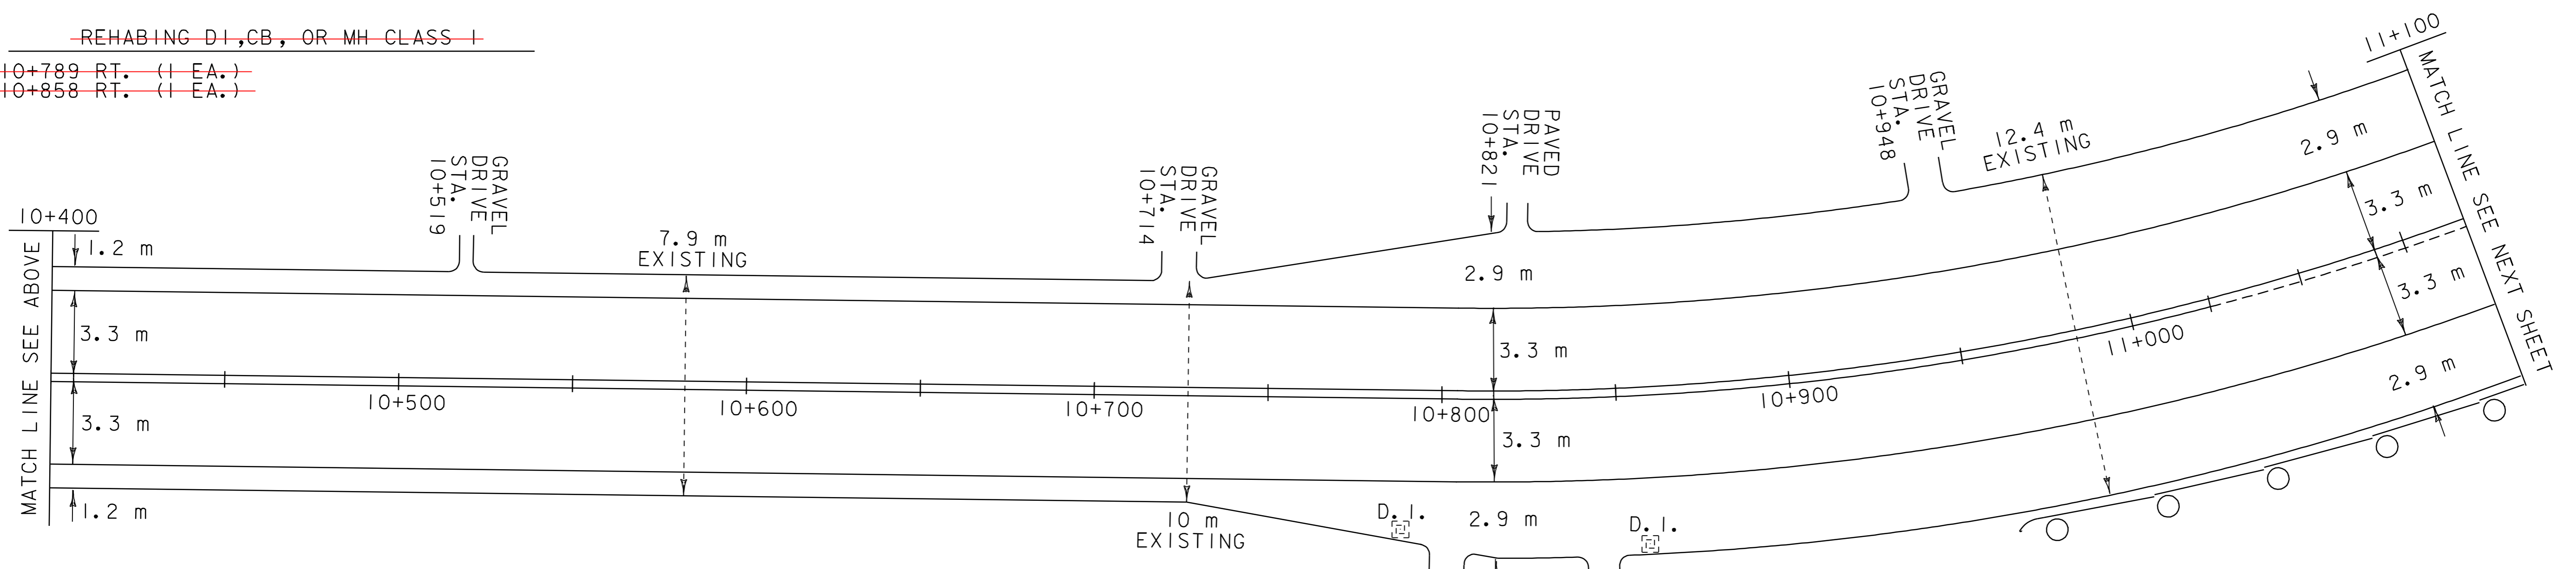 REHABING DI,CB, OR MH CLASS I
10+789 RT. (1 EA.)
10+858 RT. (1 EA.)
10+400
MATCH LINE SEE ABOVE
1.2 m
3.3 m
3.3 m
1.2 m
GRAVEL
DRIVE
STA.
10+519
7.9 m
EXISTING
GRAVEL
DRIVE
STA.
10+714
PAVED
DRIVE
STA.
10+821
GRAVEL
DRIVE
STA.
10+948
12.4 m
EXISTING
11+100
MATCH LINE SEE NEXT SHEET
2.9 m
3.3 m
3.3 m
2.9 m
2.9 m
3.3 m
3.3 m
10+500
10+600
10+700
10+800
10+900
11+000
10 m
EXISTING
D.I.
2.9 m
D.I.